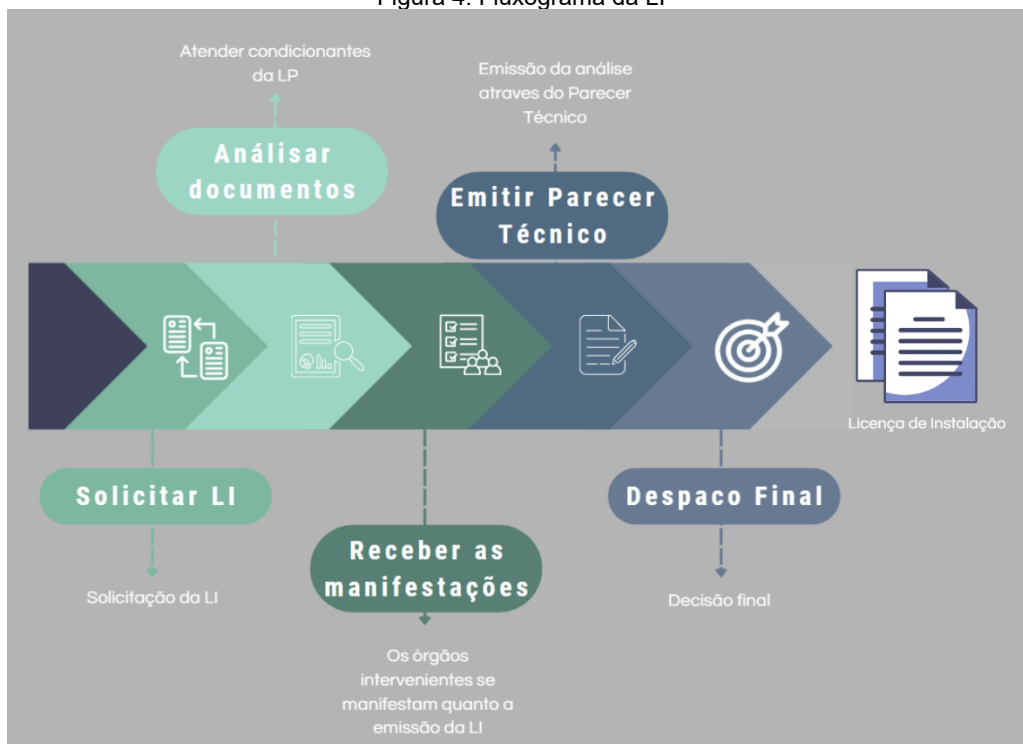 Figura 4: Fluxograma da LP
Atender condicionantes
da LP
Emissão da análise
atraves do Parecer
Técnico
Análisar
documentos
Emitir Parecer
Técnico
Licença de Instalação
Solicitar LI
Despaco Final
Receber as
manifestações
Solicitação da LI
Decisão final
Os órgãos
intervenientes se
manifestam quanto a
emissão da LI